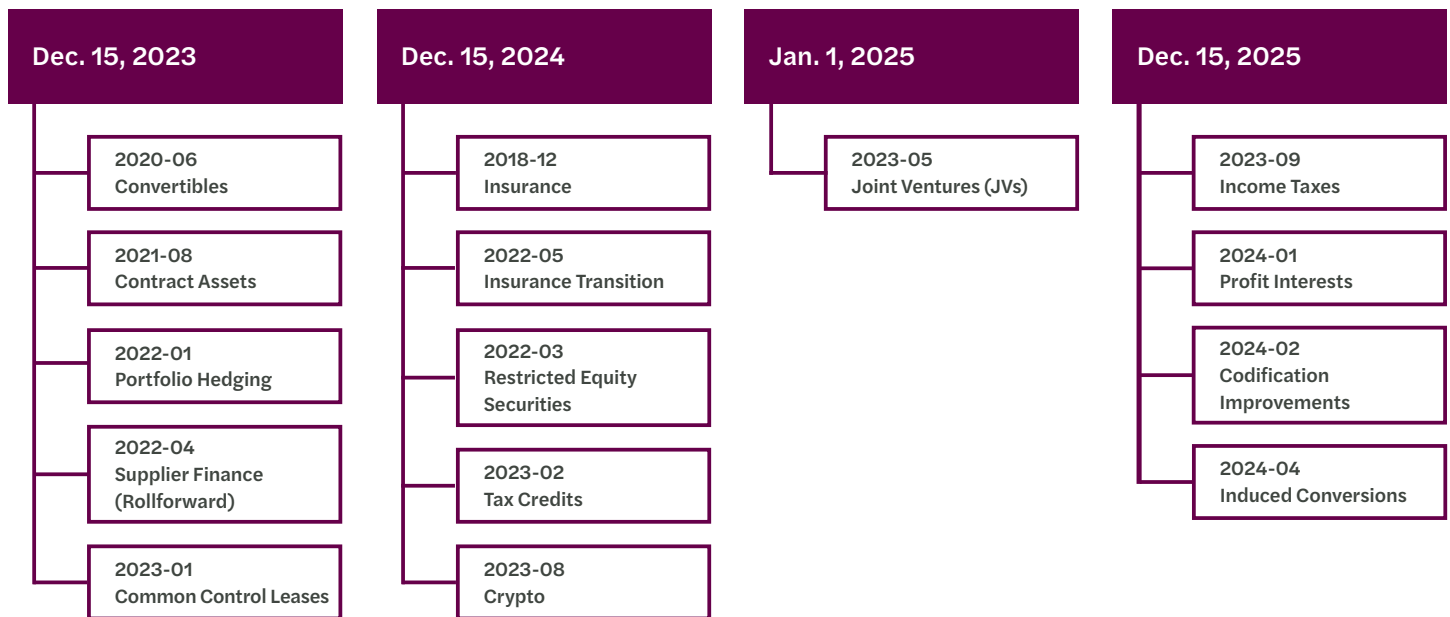 Dec. 15, 2023
2020-06
Convertibles
2021-08
Contract Assets
2022-01
Portfolio Hedging
2022-04
Supplier Finance
(Rollforward)
2023-01
Common Control Leases
Dec. 15, 2024
2018-12
Insurance
2022-05
Insurance Transition
2022-03
Restricted Equity
Securities
2023-02
Tax Credits
2023-08
Crypto
Jan. 1, 2025
2023-05
Joint Ventures (JVs)
Dec. 15, 2025
2023-09
Income Taxes
2024-01
Profit Interests
2024-02
Codification
Improvements
2024-04
Induced Conversions